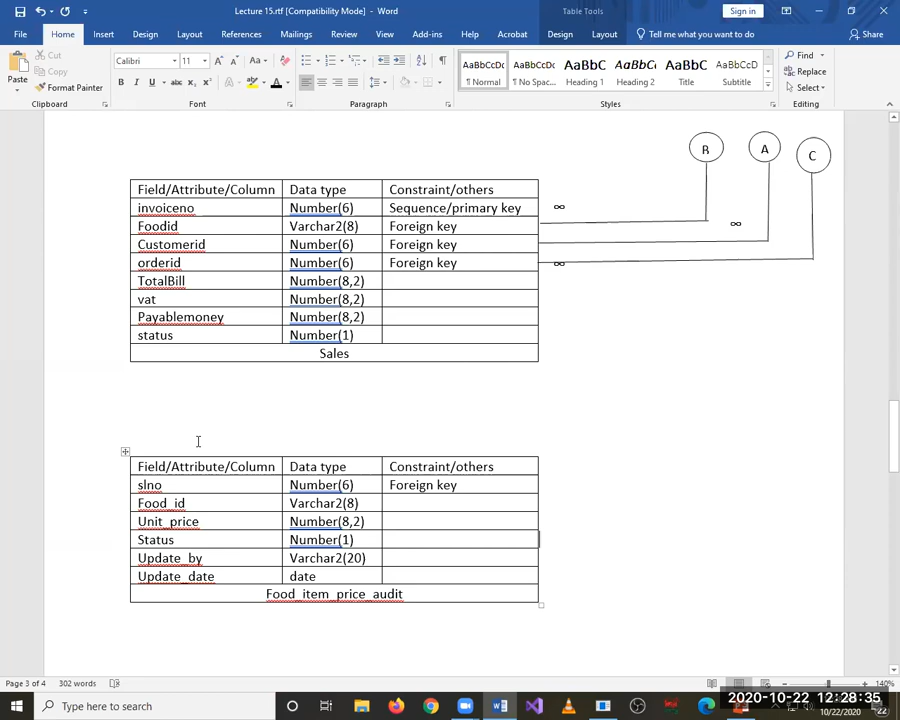 Lecture 15.rtf [Compatibility Mode] - Word
Table Tools
Sign in
File Home Insert Design Layout References Mailings Review View Add-ins Help Acrobat Design Layout Tell me what you want to do Share
Paste
Cut
Copy
Format Painter
Calibri 11
AaBbCcDd AaBbCcDd AaBbC AaBbCc AaBbC AaBbCcD
¶ Normal ¶ No Spac... Heading 1 Heading 2 Title Subtitle
Find
Replace
Select
Clipboard Font Paragraph Styles Editing
B A C
Field/Attribute/Column Data type Constraint/others
invoiceno Number(6) Sequence/primary key
Foodid Varchar2(8) Foreign key
Customerid Number(6) Foreign key
orderid Number(6) Foreign key
TotalBill Number(8,2)
vat Number(8,2)
Payablemoney Number(8,2)
status Number(1)
Sales
∞
∞
∞
Field/Attribute/Column Data type Constraint/others
slno Number(6) Foreign key
Food_id Varchar2(8)
Unit_price Number(8,2)
Status Number(1)
Update_by Varchar2(20)
Update_date date
Food_item_price_audit
Page 3 of 4 302 words 140%
Type here to search
2020-10-22 12:28:35
10/22/2020